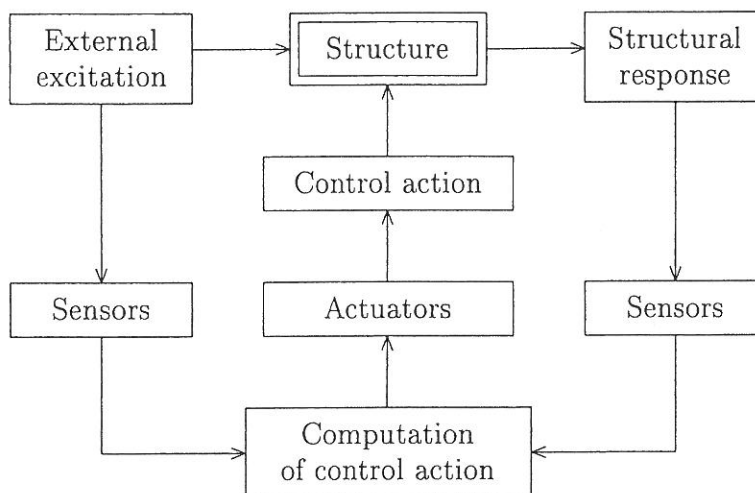 External
excitation
Structure
Structural
response
Control action
Sensors
Actuators
Sensors
Computation
of control action